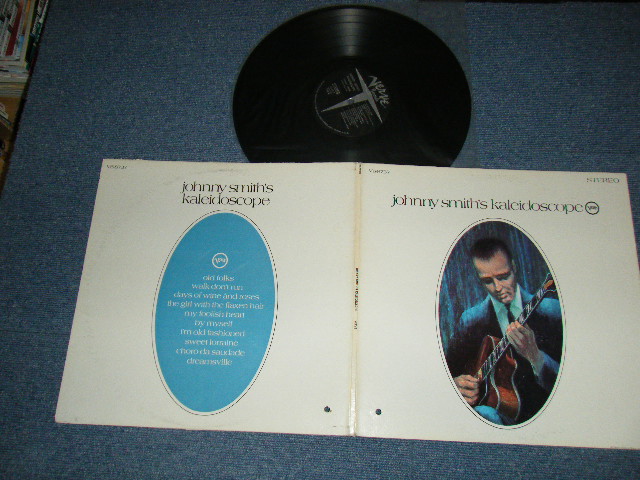 Verve
johnny smith's
kaleidoscope
old folks
walk don't run
days of wine and roses
the girl with the flaxen hair
my foolish heart
by myself
i'm old fashioned
sweet lorraine
choro da saudade
dreamsville
STEREO
johnny smith's kaleidoscope